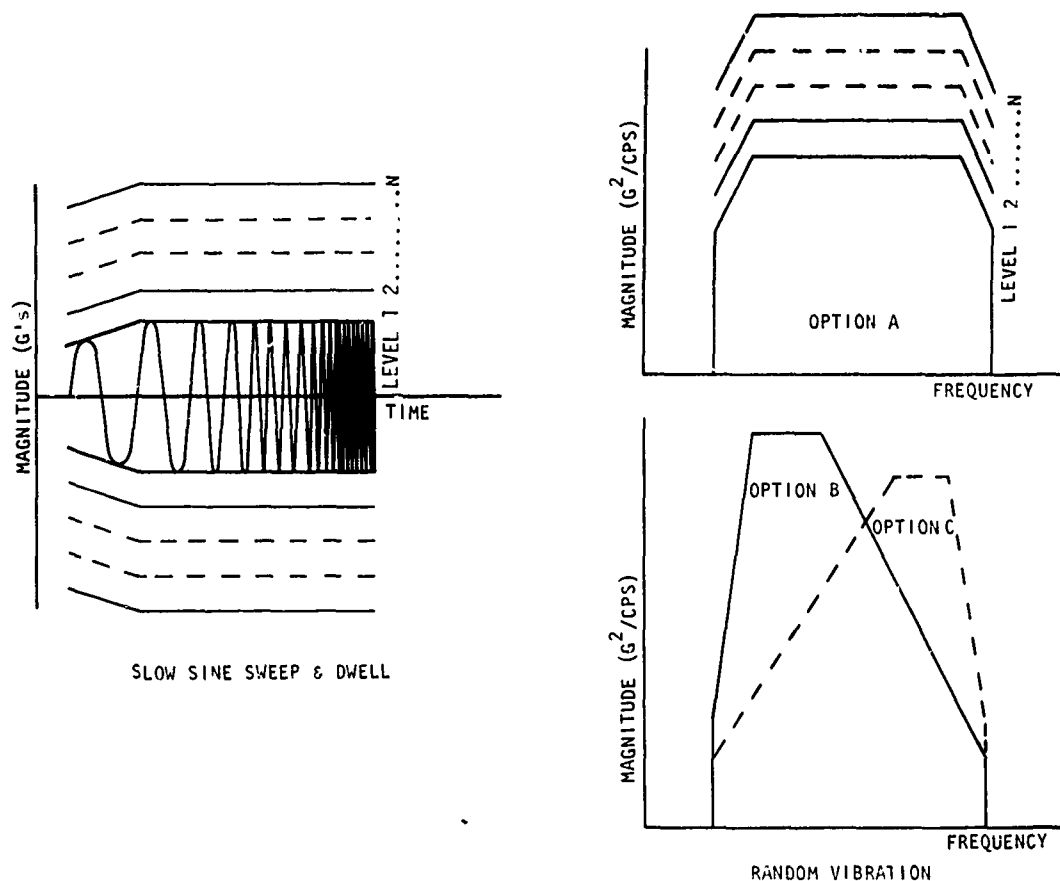 MAGNITUDE (G's)
LEVEL 1 2......N
TIME
SLOW SINE SWEEP & DWELL
MAGNITUDE (G²/CPS)
LEVEL 1 2 ......N
OPTION A
FREQUENCY
MAGNITUDE (G²/CPS)
OPTION B
OPTION C
FREQUENCY
RANDOM VIBRATION